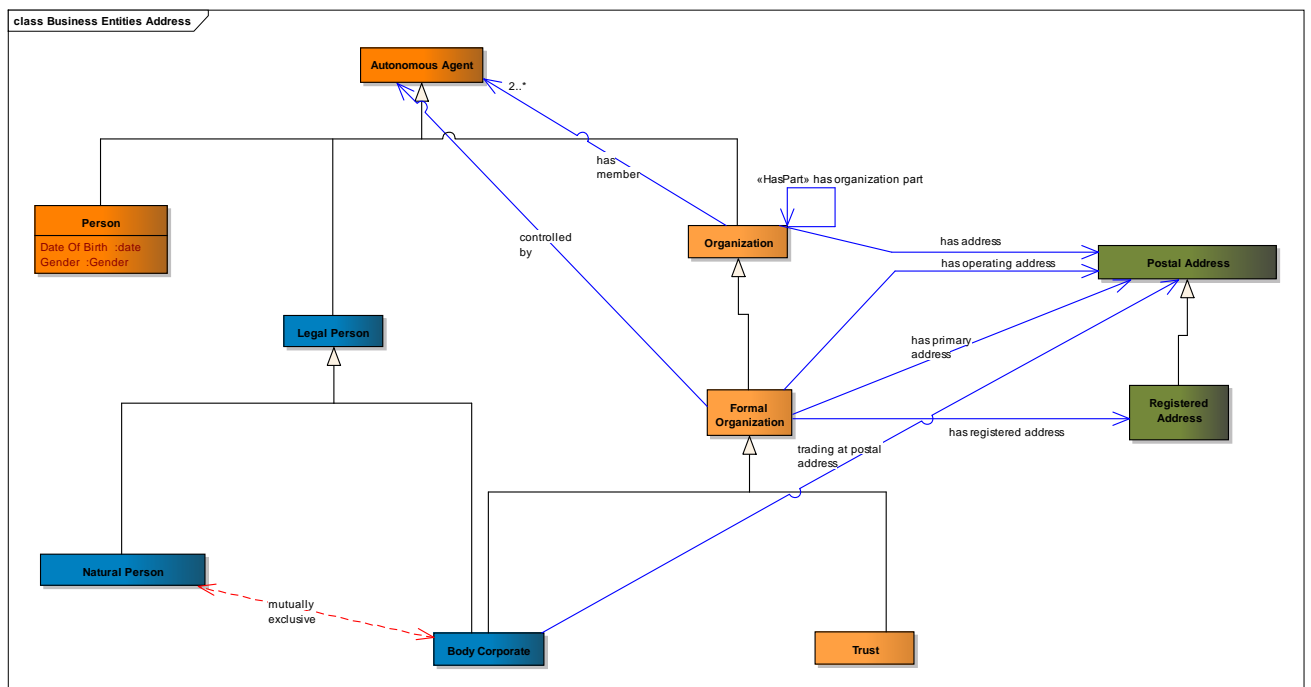 class Business Entities Address
Autonomous Agent
2..*
has
member
«HasPart» has organization part
Person
Date Of Birth :date
Gender :Gender
controlled
by
Organization
has address
has operating address
Postal Address
Legal Person
has primary
address
Formal
Organization
Registered
Address
has registered address
trading at postal
address
Natural Person
mutually
exclusive
Body Corporate
Trust